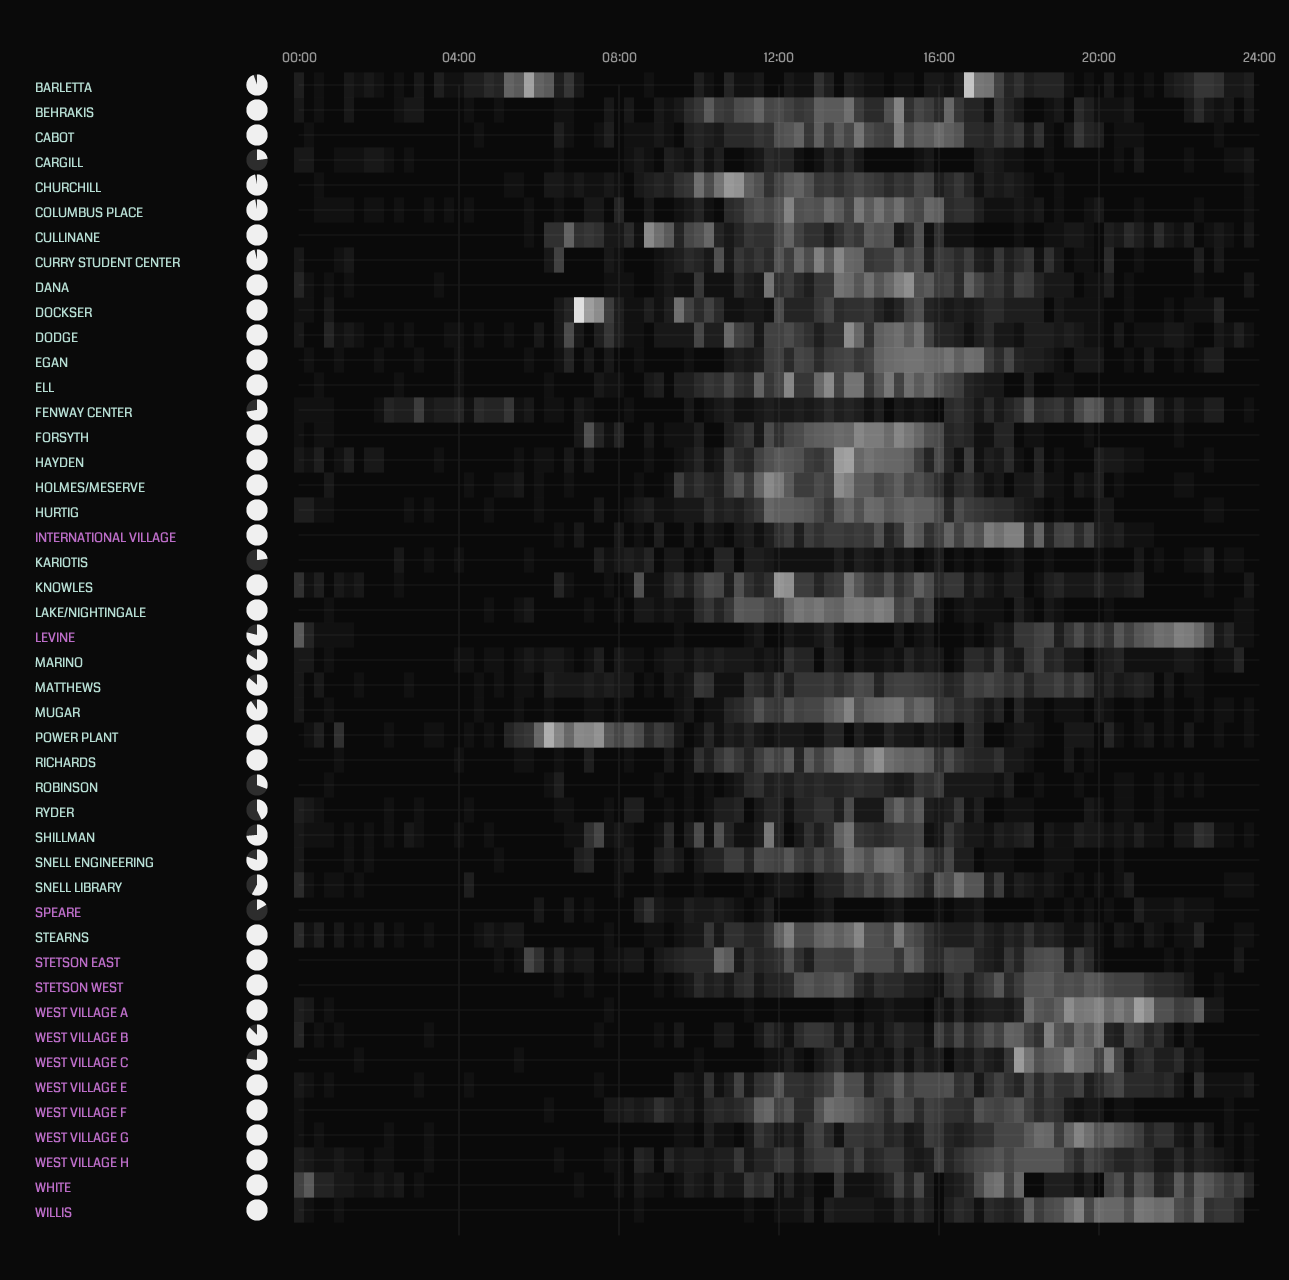 00:00 04:00 08:00 12:00 16:00 20:00 24:00
BARLETTA
BEHRAKIS
CABOT
CARGILL
CHURCHILL
COLUMBUS PLACE
CULLINANE
CURRY STUDENT CENTER
DANA
DOCKSER
DODGE
EGAN
ELL
FENWAY CENTER
FORSYTH
HAYDEN
HOLMES/MESERVE
HURTIG
INTERNATIONAL VILLAGE
KARIOTIS
KNOWLES
LAKE/NIGHTINGALE
LEVINE
MARINO
MATTHEWS
MUGAR
POWER PLANT
RICHARDS
ROBINSON
RYDER
SHILLMAN
SNELL ENGINEERING
SNELL LIBRARY
SPEARE
STEARNS
STETSON EAST
STETSON WEST
WEST VILLAGE A
WEST VILLAGE B
WEST VILLAGE C
WEST VILLAGE E
WEST VILLAGE F
WEST VILLAGE G
WEST VILLAGE H
WHITE
WILLIS